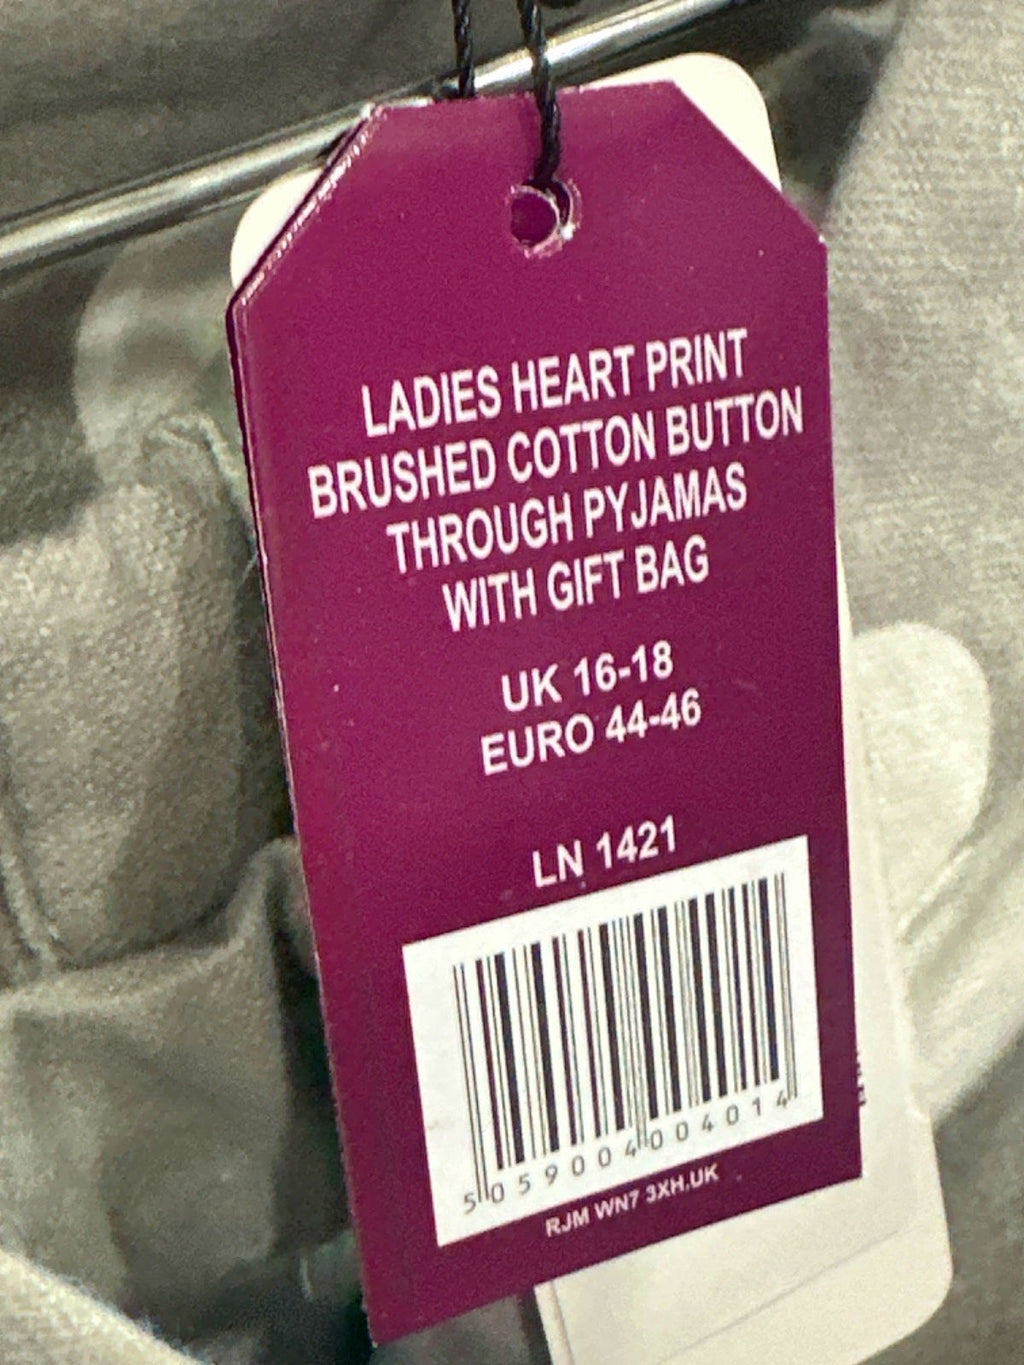 LADIES HEART PRINT
BRUSHED COTTON BUTTON
THROUGH PYJAMAS
WITH GIFT BAG
UK 16-18
EURO 44-46
LN 1421
5 059004 004014
RJM WN7 3XH.UK